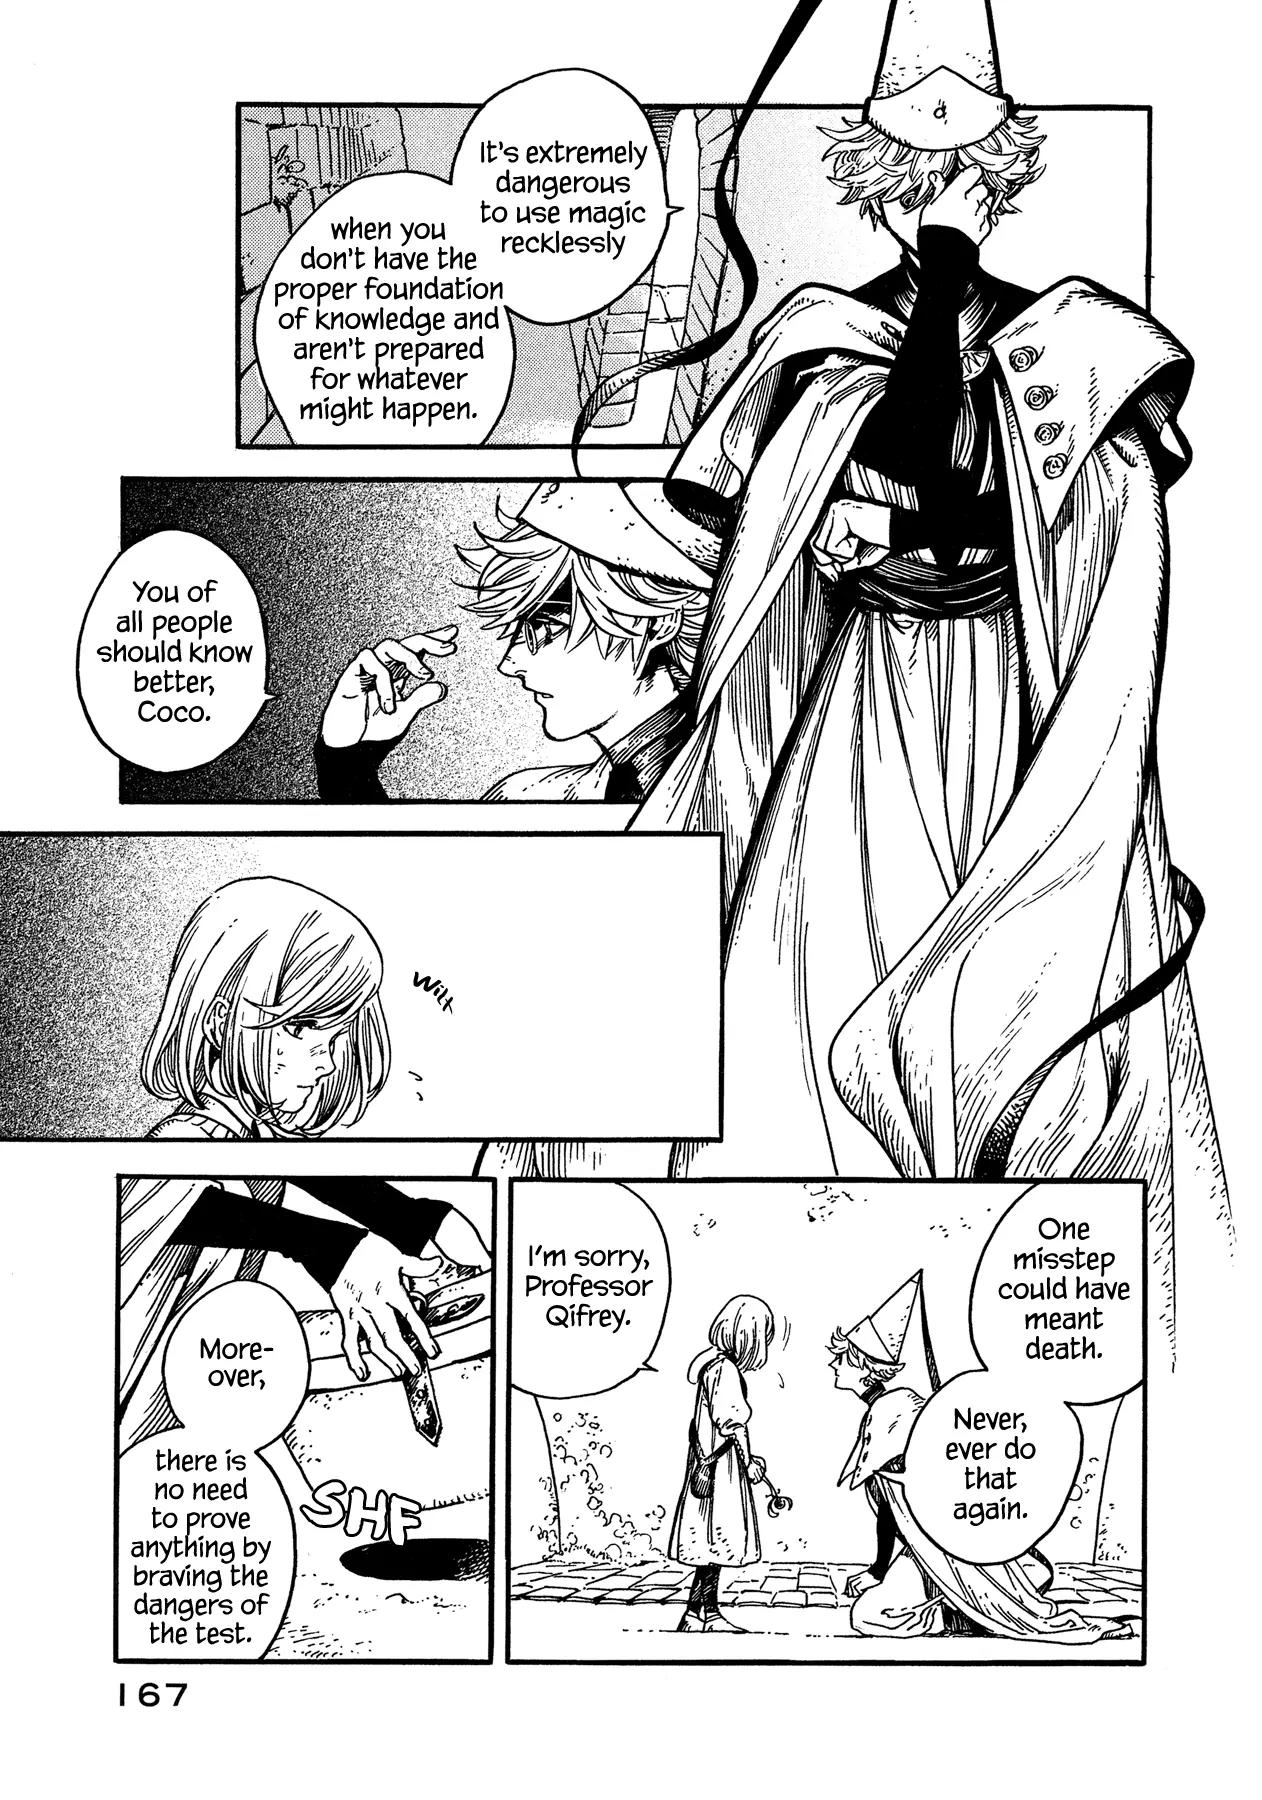 It's extremely
dangerous
to use magic
recklessly
when you
don't have the
proper foundation
of knowledge and
aren't prepared
for whatever
might happen.
You of
all people
should know
better,
Coco.
Wilt
One
misstep
could have
meant
death.
Never,
ever do
that
again.
I'm sorry,
Professor
Qifrey.
More-
over,
there is
no need
to prove
anything by
braving the
dangers of
the test.
SHF
167